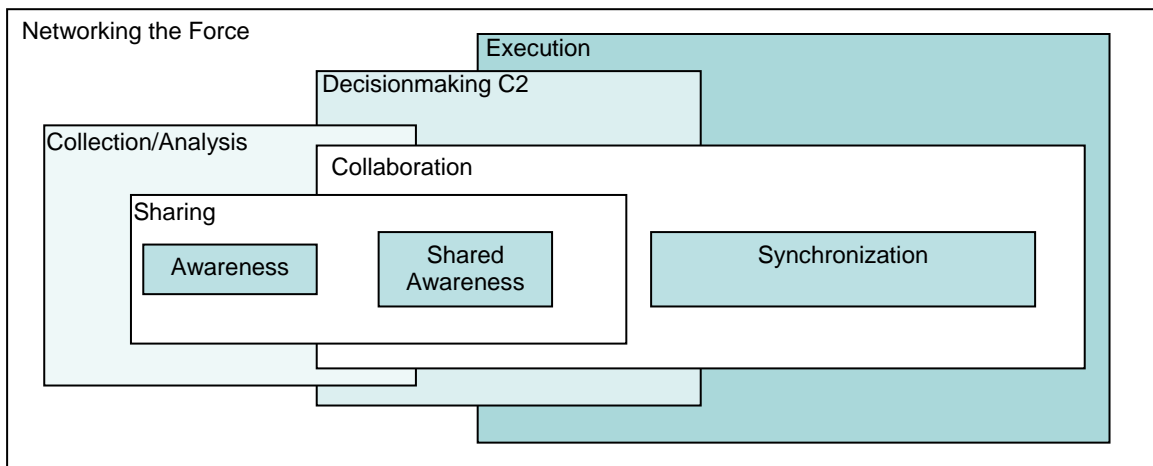 Networking the Force
Execution
Decisionmaking C2
Collection/Analysis
Collaboration
Sharing
Awareness
Shared
Awareness
Synchronization